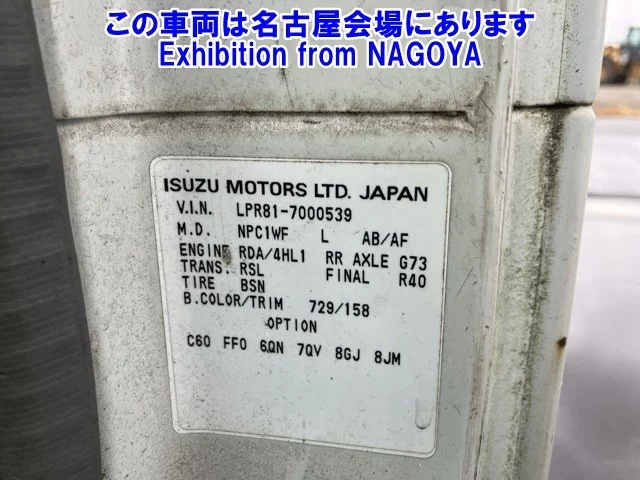 この車両は名古屋会場にあります
Exhibition from NAGOYA
ISUZU MOTORS LTD. JAPAN
V.I.N. LPR81-7000539
M.D. NPC1WF L AB/AF
ENGINE RDA/4HL1 RR AXLE G73
TRANS. RSL FINAL R40
TIRE BSN
B.COLOR/TRIM 729/158
OPTION
C60 FF0 6QN 7QV 8GJ 8JM